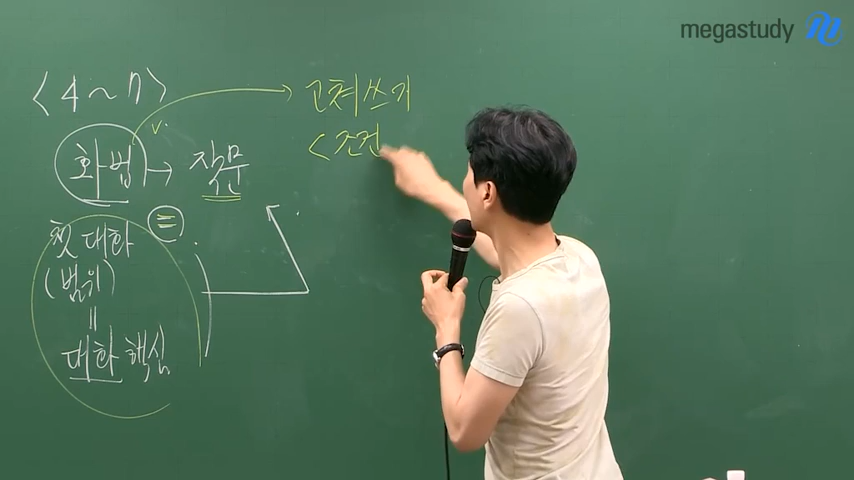 megastudy
<4~7>
화법 → 작문
첫 대화
(범위)
=
대화 핵심
고쳐쓰기
<조건